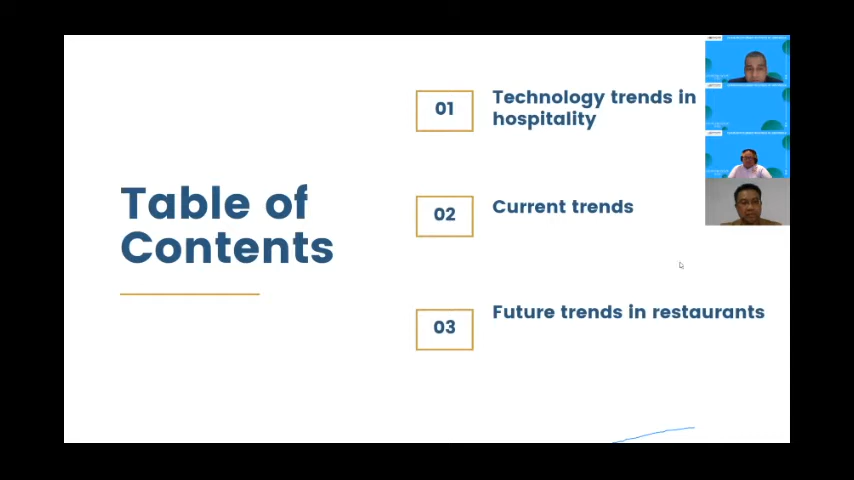 Table of
Contents
01
Technology trends in
hospitality
02
Current trends
03
Future trends in restaurants